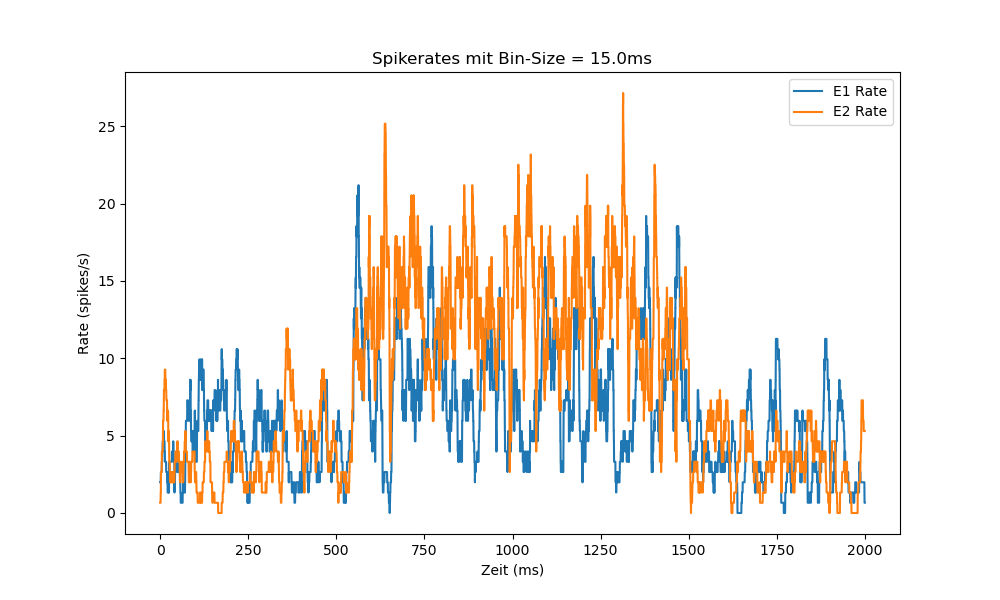 Spikerates mit Bin-Size = 15.0ms
E1 Rate
E2 Rate
Rate (spikes/s)
25
20
15
10
5
0
0 250 500 750 1000 1250 1500 1750 2000
Zeit (ms)